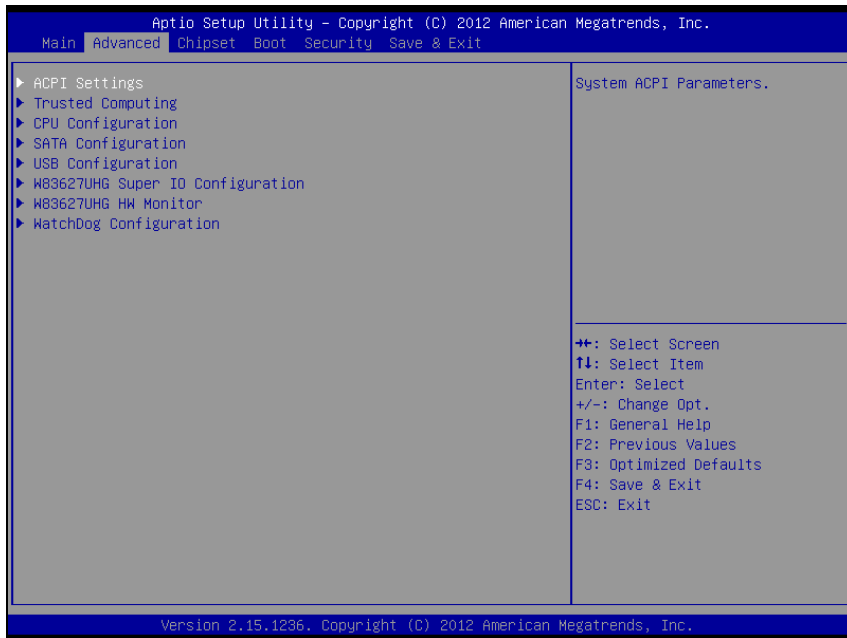 Aptio Setup Utility – Copyright (C) 2012 American Megatrends, Inc.
Main Advanced Chipset Boot Security Save & Exit
▶ ACPI Settings
▶ Trusted Computing
▶ CPU Configuration
▶ SATA Configuration
▶ USB Configuration
▶ W83627UHG Super IO Configuration
▶ W83627UHG HW Monitor
▶ WatchDog Configuration
System ACPI Parameters.
→←: Select Screen
↑↓: Select Item
Enter: Select
+/-: Change Opt.
F1: General Help
F2: Previous Values
F3: Optimized Defaults
F4: Save & Exit
ESC: Exit
Version 2.15.1236. Copyright (C) 2012 American Megatrends, Inc.